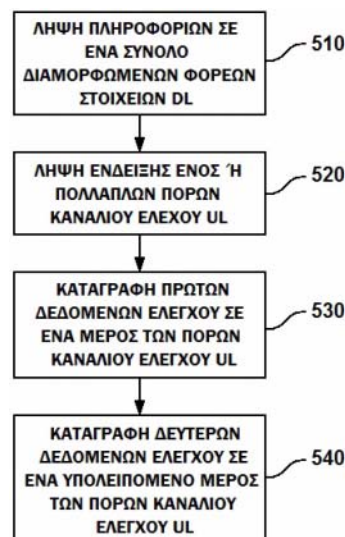 ΛΗΨΗ ΠΛΗΡΟΦΟΡΙΩΝ ΣΕ
ΕΝΑ ΣΥΝΟΛΟ
ΔΙΑΜΟΡΦΩΜΕΝΩΝ ΦΟΡΕΩΝ
ΣΤΟΙΧΕΙΩΝ DL
510
ΛΗΨΗ ΕΝΔΕΙΞΗΣ ΕΝΟΣ Ή
ΠΟΛΛΑΠΛΩΝ ΠΟΡΩΝ
ΚΑΝΑΛΙΟΥ ΕΛΕΧΟΥ UL
520
ΚΑΤΑΓΡΑΦΗ ΠΡΩΤΩΝ
ΔΕΔΟΜΕΝΩΝ ΕΛΕΓΧΟΥ ΣΕ
ΕΝΑ ΜΕΡΟΣ ΤΩΝ ΠΟΡΩΝ
ΚΑΝΑΛΙΟΥ ΕΛΕΓΧΟΥ UL
530
ΚΑΤΑΓΡΑΦΗ ΔΕΥΤΕΡΩΝ
ΔΕΔΟΜΕΝΩΝ ΕΛΕΓΧΟΥ ΣΕ
ΕΝΑ ΥΠΟΛΕΙΠΟΜΕΝΟ ΜΕΡΟΣ
ΤΩΝ ΠΟΡΩΝ ΚΑΝΑΛΙΟΥ
ΕΛΕΓΧΟΥ UL
540